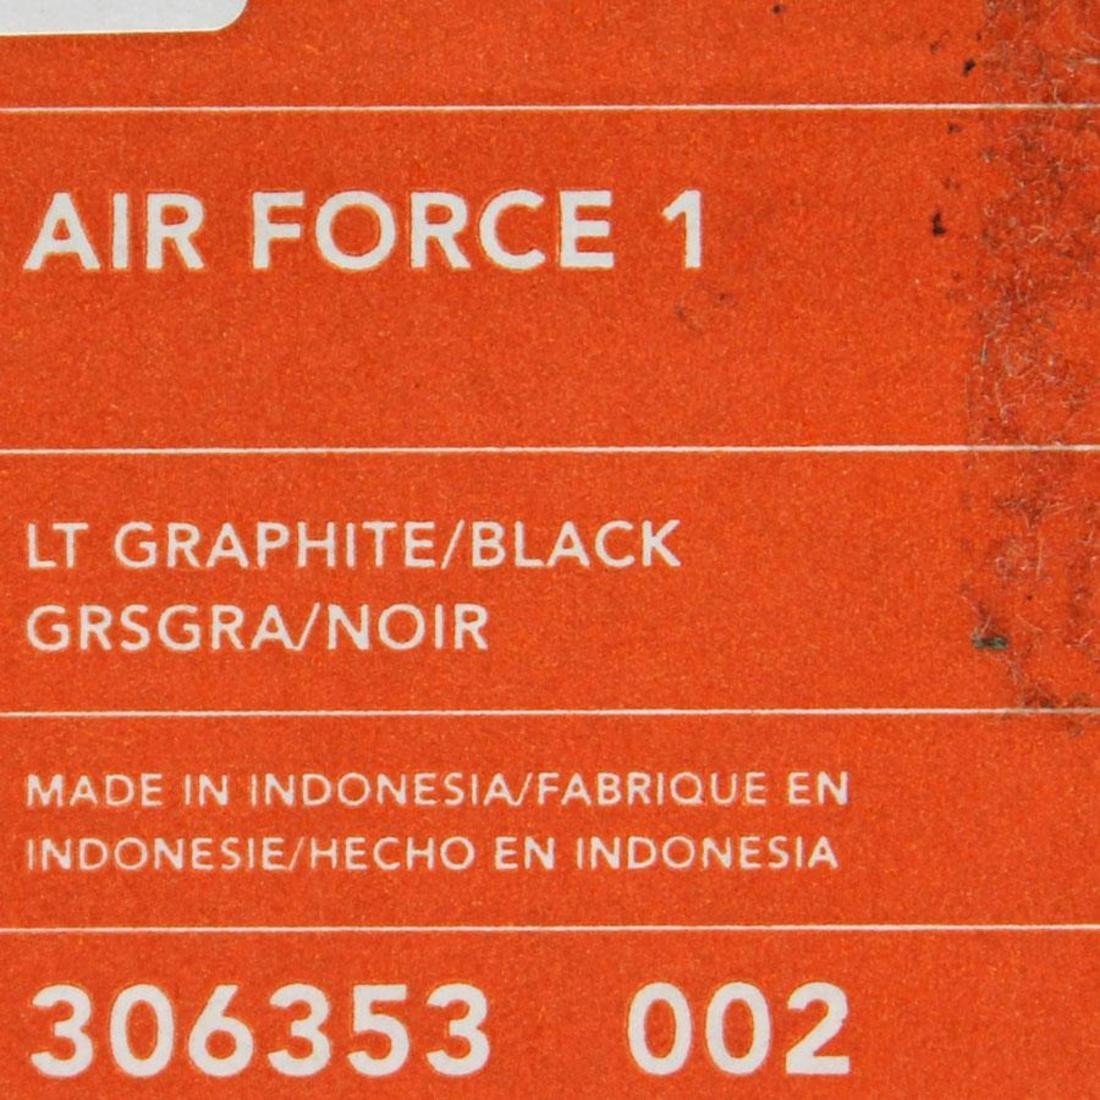 AIR FORCE 1
LT GRAPHITE/BLACK
GRSGRA/NOIR
MADE IN INDONESIA/FABRIQUE EN
INDONESIE/HECHO EN INDONESIA
306353 002